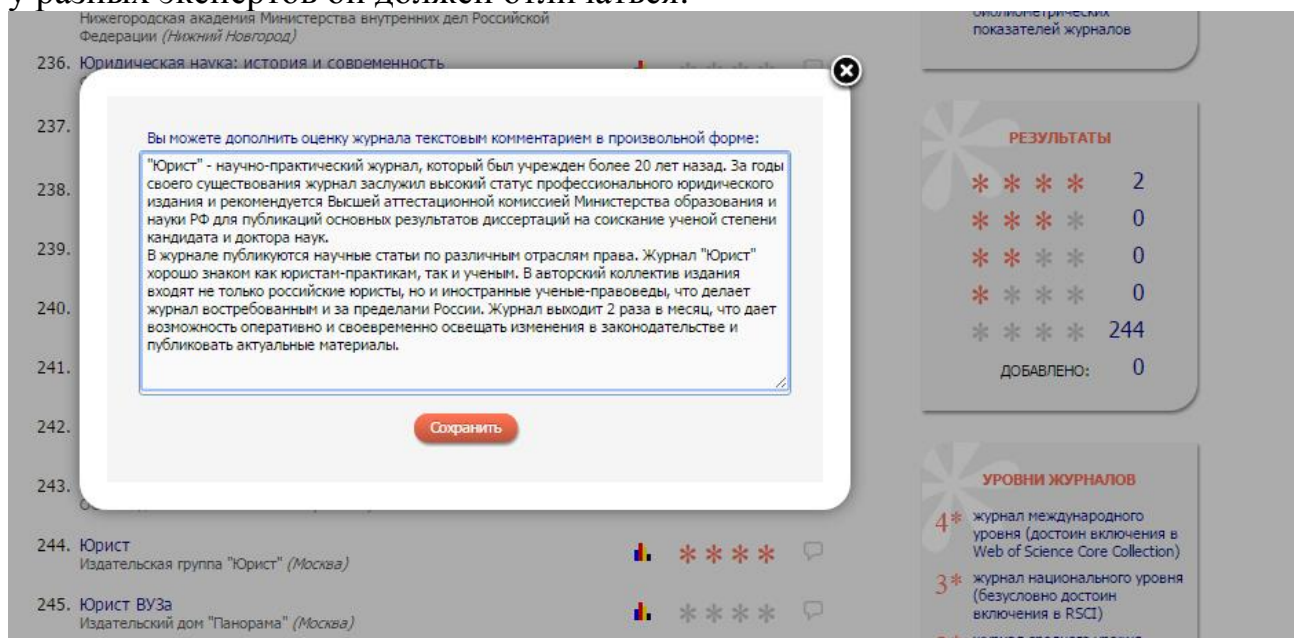 у разных экспертов он должен отличаться.
Нижегородская академия Министерства внутренних дел Российской
Федерации (Нижний Новгород)
236. Юридическая наука: история и современность
237.
238.
239.
240.
241.
242.
243.
Вы можете дополнить оценку журнала текстовым комментарием в произвольной форме:
"Юрист" - научно-практический журнал, который был учрежден более 20 лет назад. За годы
своего существования журнал заслужил высокий статус профессионального юридического
издания и рекомендуется Высшей аттестационной комиссией Министерства образования и
науки РФ для публикаций основных результатов диссертаций на соискание ученой степени
кандидата и доктора наук.
В журнале публикуются научные статьи по различным отраслям права. Журнал "Юрист"
хорошо знаком как юристам-практикам, так и ученым. В авторский коллектив издания
входят не только российские юристы, но и иностранные ученые-правоведы, что делает
журнал востребованным и за пределами России. Журнал выходит 2 раза в месяц, что дает
возможность оперативно и своевременно освещать изменения в законодательстве и
публиковать актуальные материалы.
Сохранить
244. Юрист
Издательская группа "Юрист" (Москва)
245. Юрист ВУЗа
Издательский дом "Панорама" (Москва)
библиометрических
показателей журналов
РЕЗУЛЬТАТЫ
2
0
0
0
244
ДОБАВЛЕНО: 0
УРОВНИ ЖУРНАЛОВ
4* журнал международного
уровня (достоин включения в
Web of Science Core Collection)
3* журнал национального уровня
(безусловно достоин
включения в RSCI)